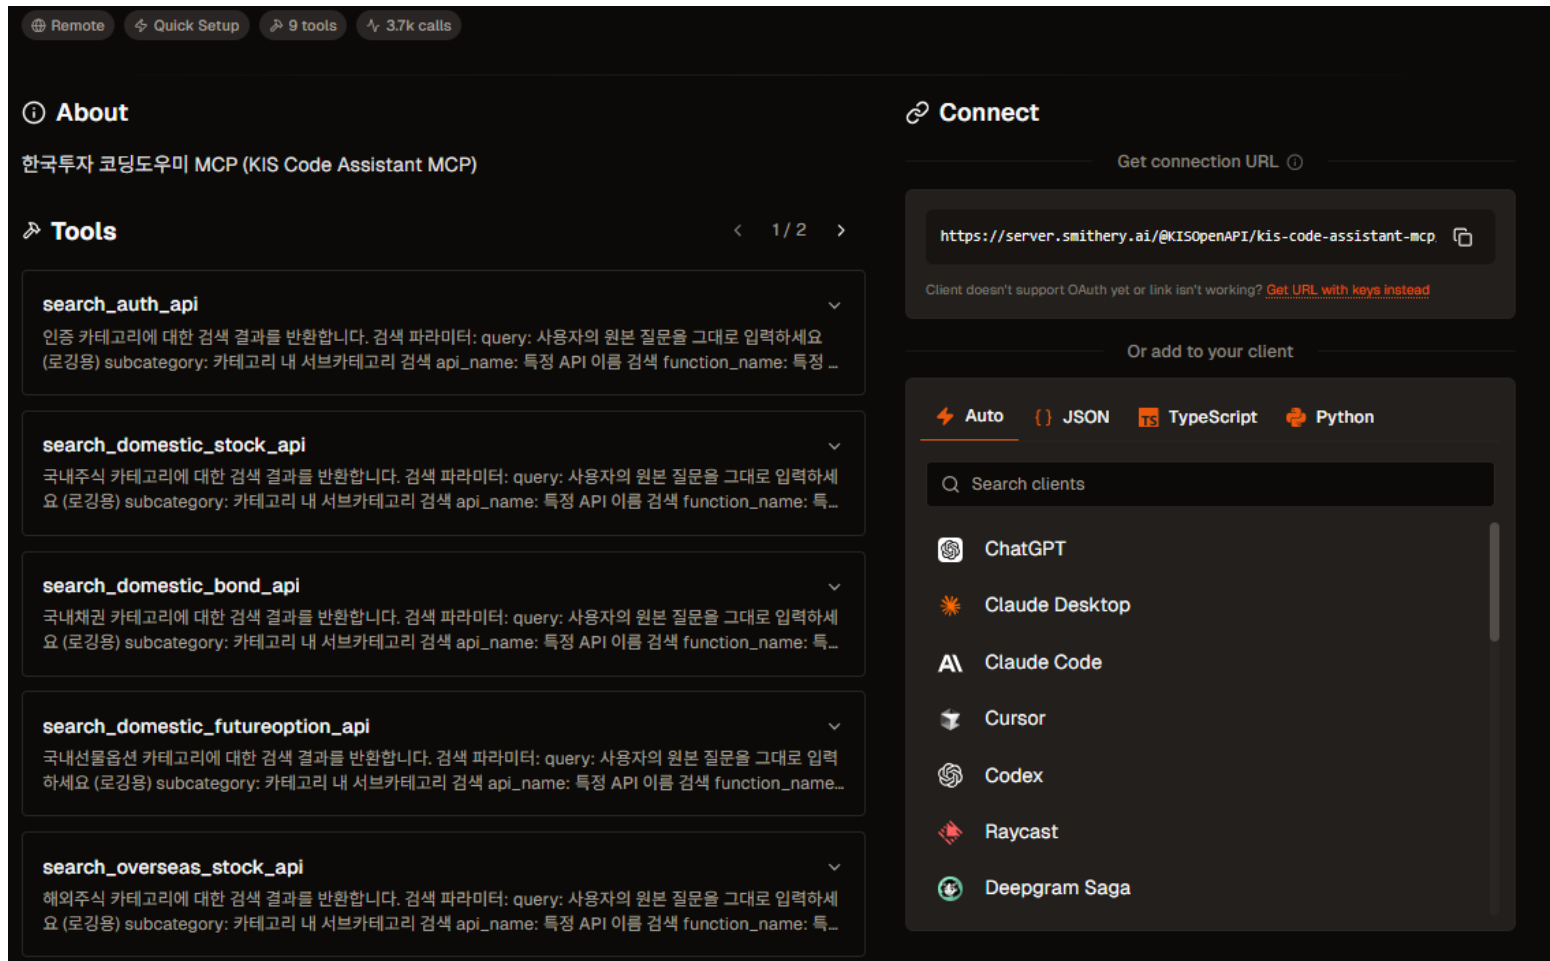 Remote
Quick Setup
9 tools
3.7k calls
About
한국투자 코딩도우미 MCP (KIS Code Assistant MCP)
Tools
1 / 2
search_auth_api
인증 카테고리에 대한 검색 결과를 반환합니다. 검색 파라미터: query: 사용자의 원본 질문을 그대로 입력하세요
(로깅용) subcategory: 카테고리 내 서브카테고리 검색 api_name: 특정 API 이름 검색 function_name: 특정 ...
search_domestic_stock_api
국내주식 카테고리에 대한 검색 결과를 반환합니다. 검색 파라미터: query: 사용자의 원본 질문을 그대로 입력하세
요 (로깅용) subcategory: 카테고리 내 서브카테고리 검색 api_name: 특정 API 이름 검색 function_name: 특...
search_domestic_bond_api
국내채권 카테고리에 대한 검색 결과를 반환합니다. 검색 파라미터: query: 사용자의 원본 질문을 그대로 입력하세
요 (로깅용) subcategory: 카테고리 내 서브카테고리 검색 api_name: 특정 API 이름 검색 function_name: 특...
search_domestic_futureoption_api
국내선물옵션 카테고리에 대한 검색 결과를 반환합니다. 검색 파라미터: query: 사용자의 원본 질문을 그대로 입력
하세요 (로깅용) subcategory: 카테고리 내 서브카테고리 검색 api_name: 특정 API 이름 검색 function_name...
search_overseas_stock_api
해외주식 카테고리에 대한 검색 결과를 반환합니다. 검색 파라미터: query: 사용자의 원본 질문을 그대로 입력하세
요 (로깅용) subcategory: 카테고리 내 서브카테고리 검색 api_name: 특정 API 이름 검색 function_name: 특...
Connect
Get connection URL
https://server.smithery.ai/@KISOpenAPI/kis-code-assistant-mcp
Client doesn't support OAuth yet or link isn't working? Get URL with keys instead
Or add to your client
Auto
{ } JSON
TS TypeScript
Python
Search clients
ChatGPT
Claude Desktop
Claude Code
Cursor
Codex
Raycast
Deepgram Saga